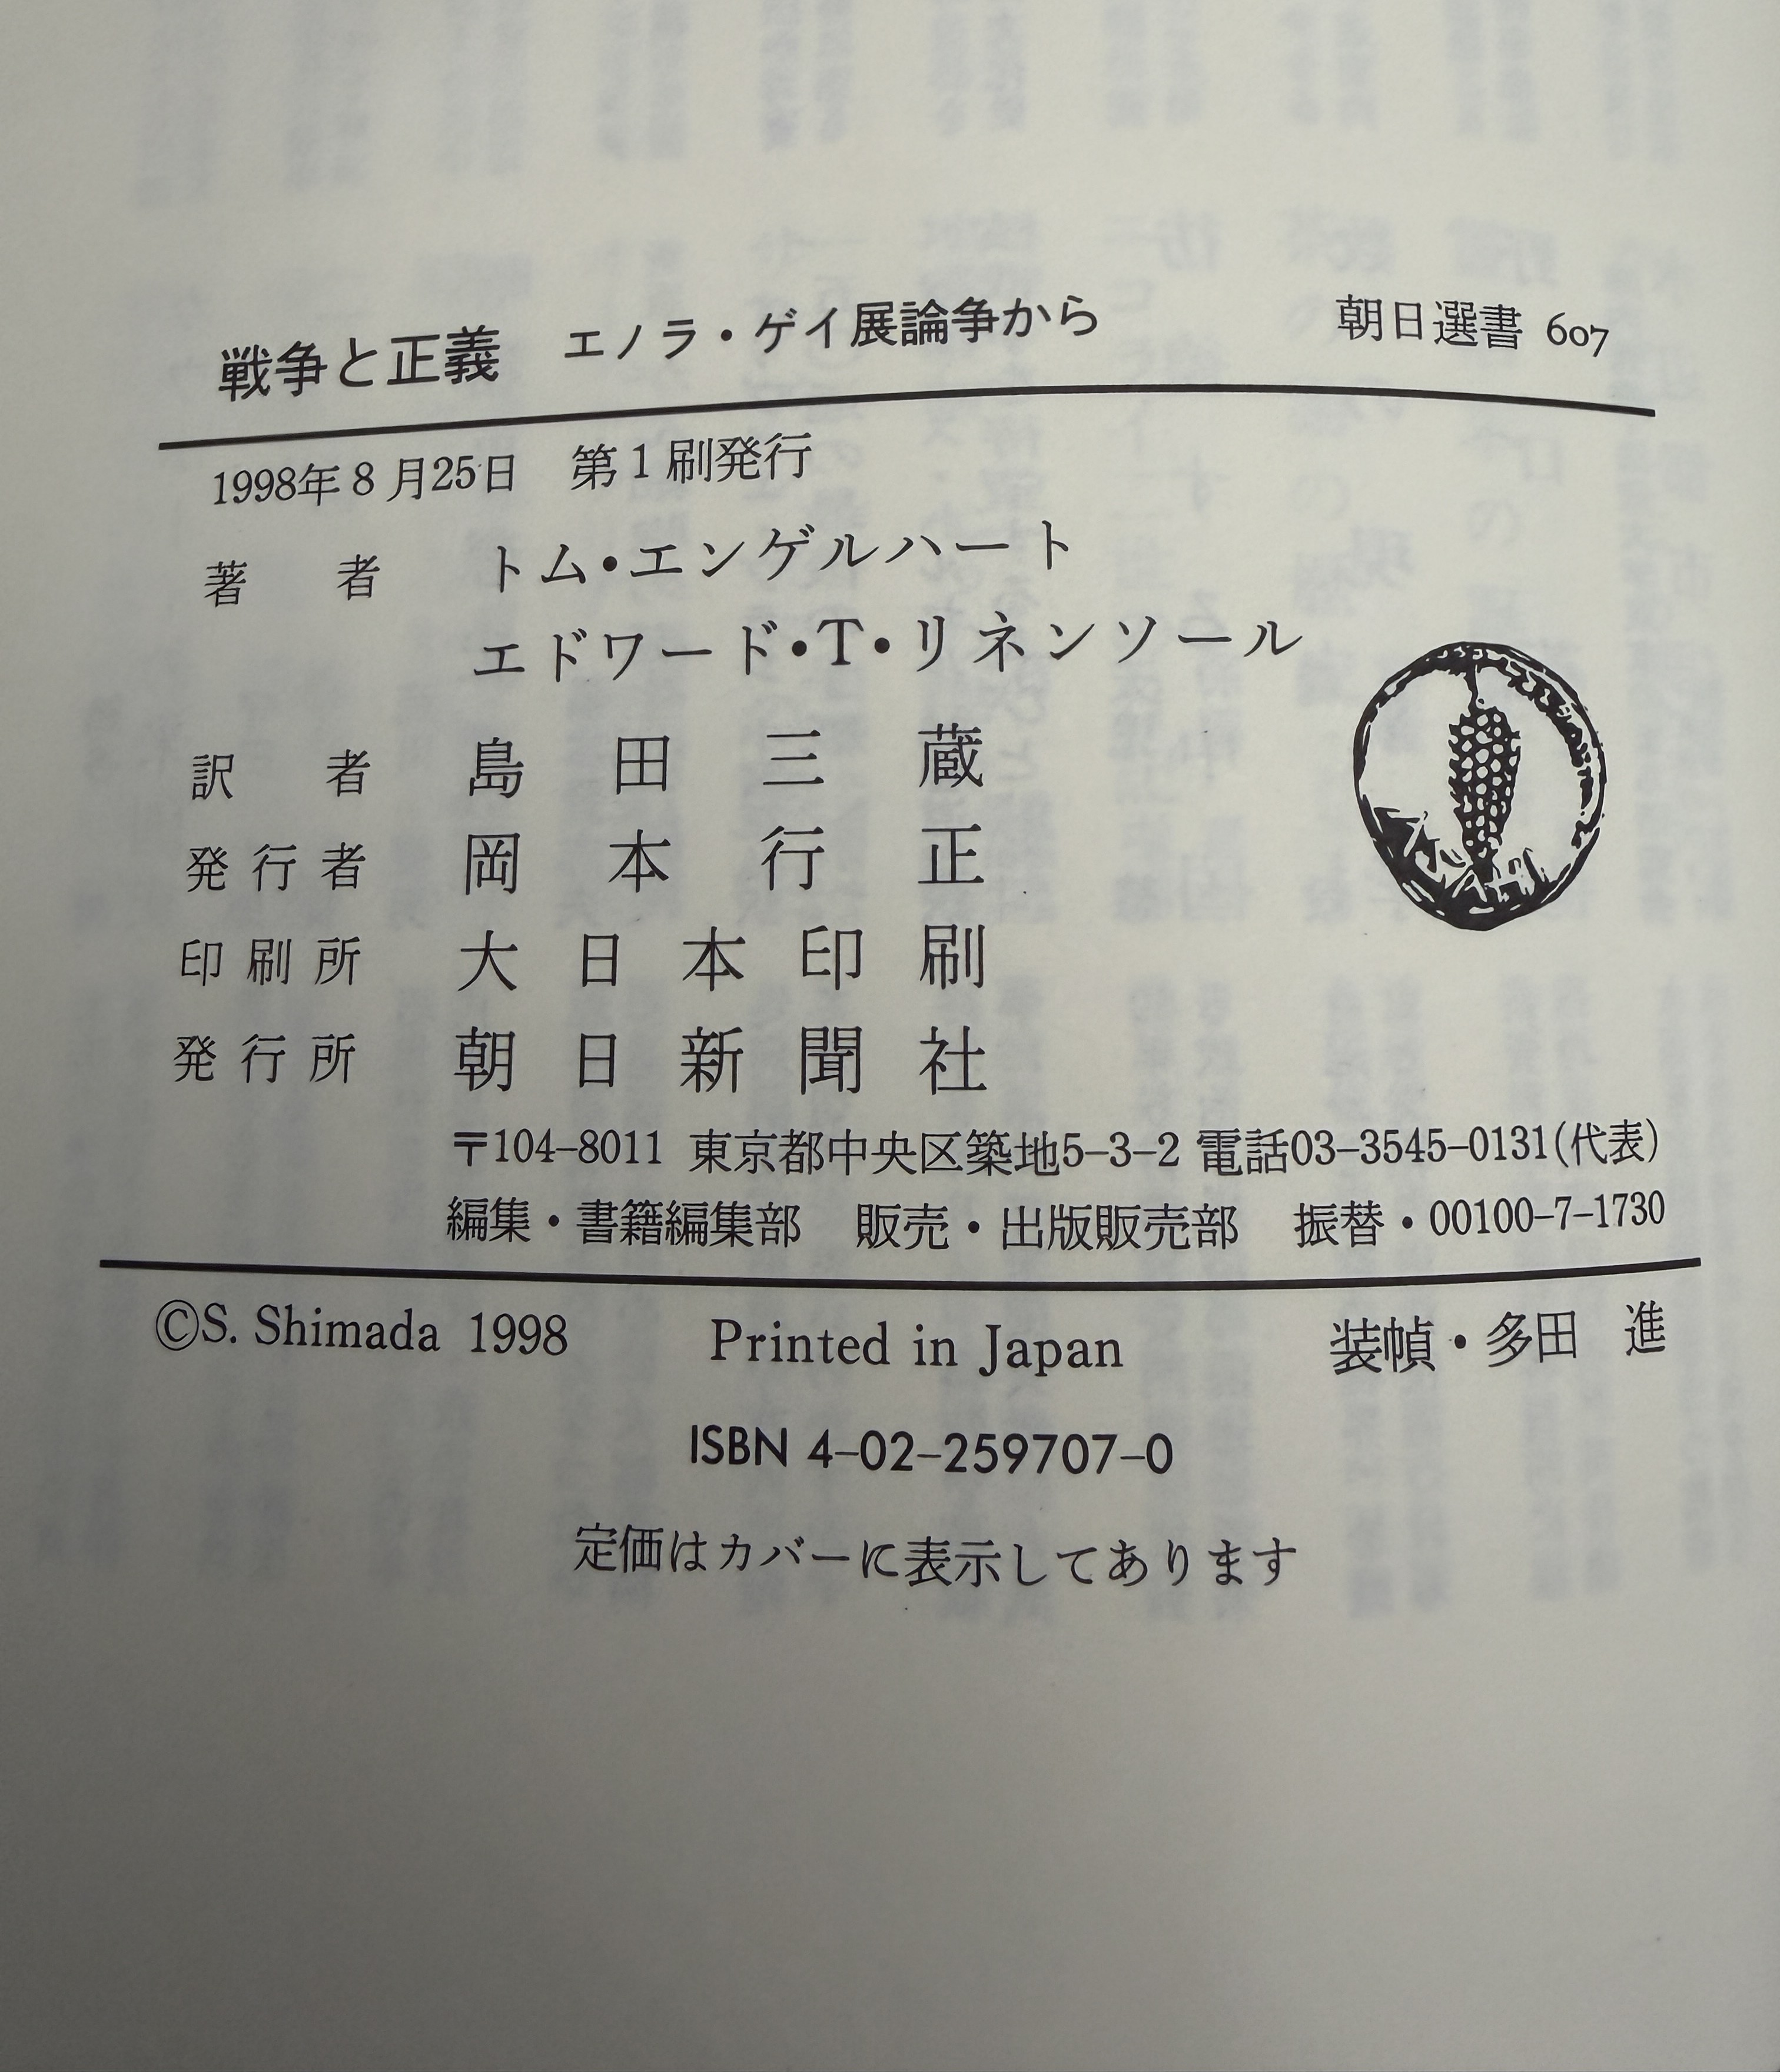 戦争と正義 エノラ・ゲイ展論争から 朝日選書 607
1998年8月25日 第1刷発行
著者 トム・エンゲルハート
エドワード・T・リネンソール
訳者 島田三蔵
発行者 岡本行正
印刷所 大日本印刷
発行所 朝日新聞社
〒104-8011 東京都中央区築地5-3-2 電話03-3545-0131(代表)
編集・書籍編集部 販売・出版販売部 振替・00100-7-1730
©S. Shimada 1998 Printed in Japan 装幀・多田 進
ISBN 4-02-259707-0
定価はカバーに表示してあります